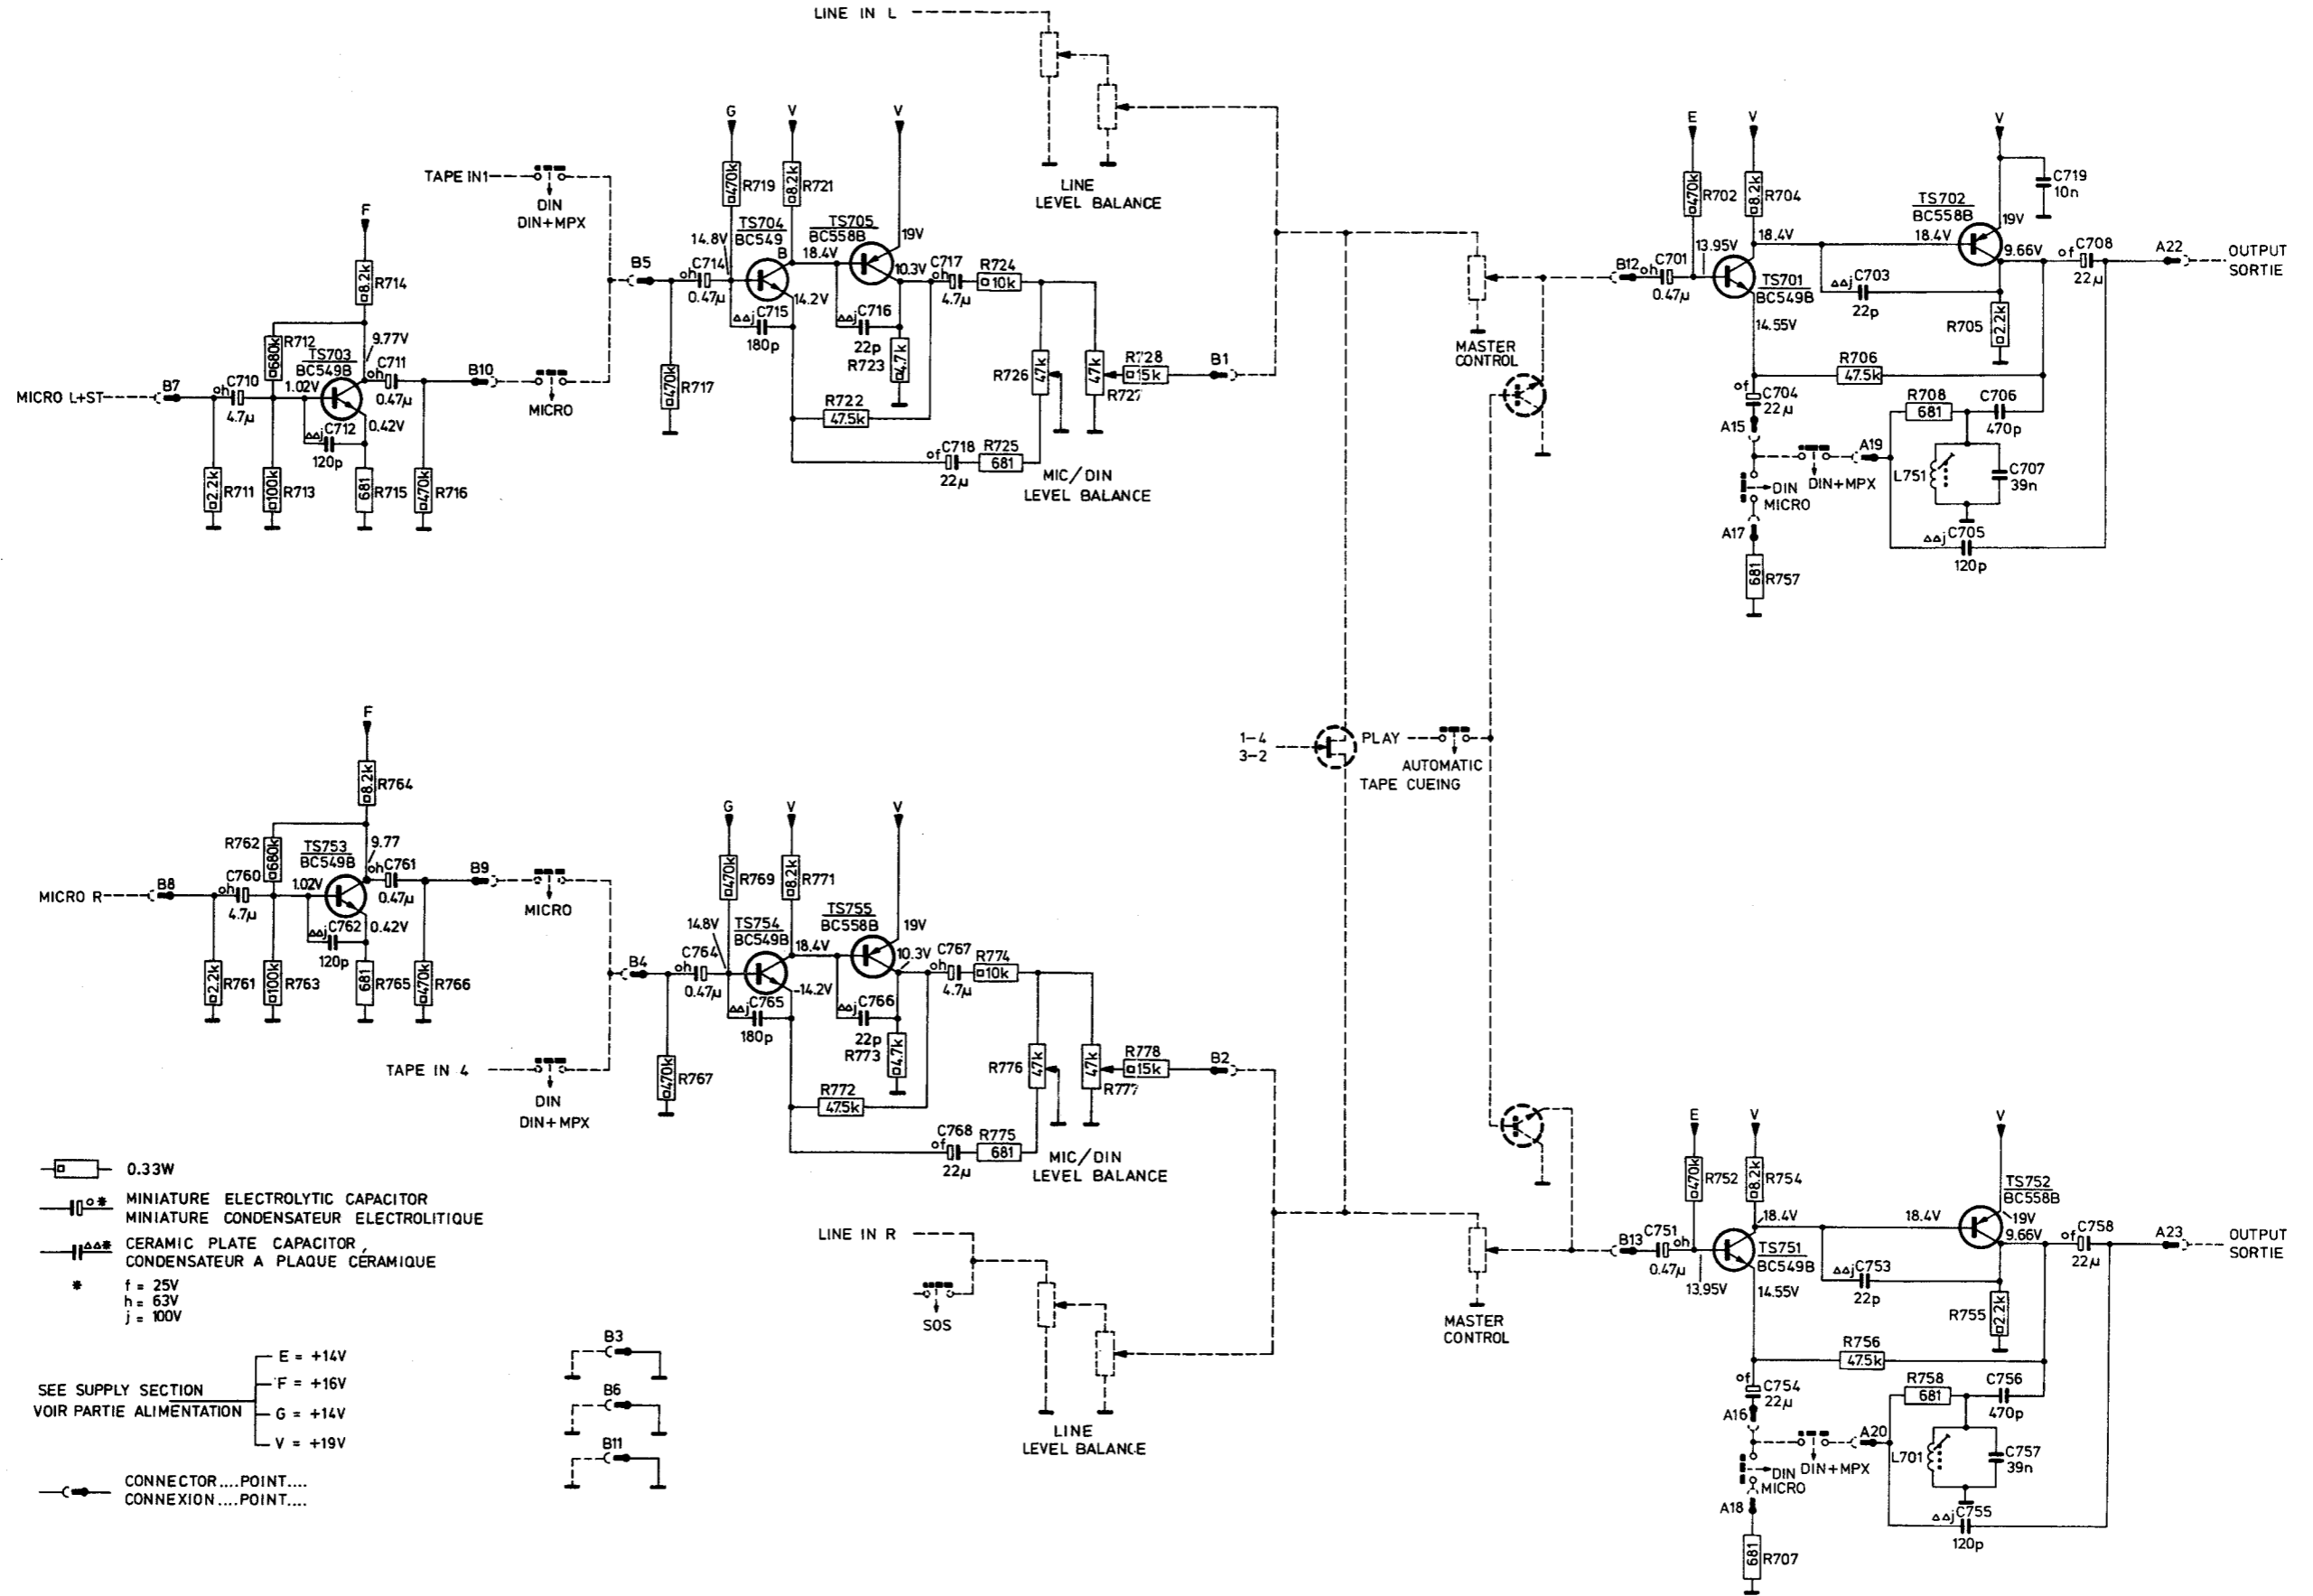 LINE IN L
LINE
LEVEL BALANCE
TAPE IN1
DIN
DIN+MPX
G
V
V
470k
R719
8.2k
R721
TS704
BC549
B
TS705
BC558B
14.8V
18.4V
19V
10.3V
14.2V
B5
oh C714
0.47µ
△△j C715
180p
△△j C716
22p
R723
4.7k
C717
oh
4.7µ
R724
10k
470k
R717
R722
47.5k
of C718
22µ
R725
681
R726
47k
47k
R727
R728
15k
B1
MIC/DIN
LEVEL BALANCE
F
8.2k
R714
R712
680k
9.77V
TS703
BC549B
C711
oh
0.47µ
B10
MICRO
MICRO L+ST
B7
oh C710
4.7µ
1.02V
0.42V
△△j C712
120p
2.2k
R711
100k
R713
681
R715
470k
R716
MASTER
CONTROL
E
V
V
470k
R702
8.2k
R704
C719
10n
TS702
BC558B
19V
18.4V
18.4V
13.95V
9.66V
of C708
22µ
A22
OUTPUT
SORTIE
B12
C701
oh
0.47µ
TS701
BC549B
△△j C703
22p
14.55V
R705
2.2k
R706
47.5k
of
C704
22µ
A15
R708
681
C706
470p
A19
L751
C707
39n
DIN
MICRO
DIN+MPX
△△j C705
120p
A17
681
R757
1-4
3-2
PLAY
AUTOMATIC
TAPE CUEING
F
8.2k
R764
R762
680k
9.77
TS753
BC549B
C761
oh
0.47µ
B9
MICRO
MICRO R
B8
oh C760
4.7µ
1.02V
0.42V
△△j C762
120p
2.2k
R761
100k
R763
681
R765
470k
R766
TAPE IN 4
DIN
DIN+MPX
G
V
V
470k
R769
8.2k
R771
TS754
BC549B
TS755
BC558B
14.8V
18.4V
19V
10.3V
-14.2V
B4
C764
oh
0.47µ
△△j C765
180p
△△j C766
22p
R773
4.7k
C767
oh
4.7µ
R774
10k
470k
R767
R772
47.5k
of C768
22µ
R775
681
R776
47k
47k
R777
R778
15k
B2
MIC/DIN
LEVEL BALANCE
LINE IN R
SOS
LINE
LEVEL BALANCE
MASTER
CONTROL
E
V
V
R752
470k
8.2k
R754
TS752
BC558B
18.4V
18.4V
19V
9.66V
of C758
22µ
A23
OUTPUT
SORTIE
B13
C751
oh
0.47µ
13.95V
TS751
BC549B
14.55V
△△j C753
22p
R755
2.2k
R756
47.5k
of
C754
22µ
A16
R758
681
C756
470p
A20
L701
C757
39n
DIN
MICRO
DIN+MPX
△△j C755
120p
A18
681
R707
0.33W
o* MINIATURE ELECTROLYTIC CAPACITOR
MINIATURE CONDENSATEUR ELECTROLITIQUE
△△* CERAMIC PLATE CAPACITOR
CONDENSATEUR A PLAQUE CÉRAMIQUE
* f = 25V
h = 63V
j = 100V
SEE SUPPLY SECTION
VOIR PARTIE ALIMENTATION
E = +14V
F = +16V
G = +14V
V = +19V
CONNECTOR....POINT....
CONNEXION....POINT....
B3
B6
B11